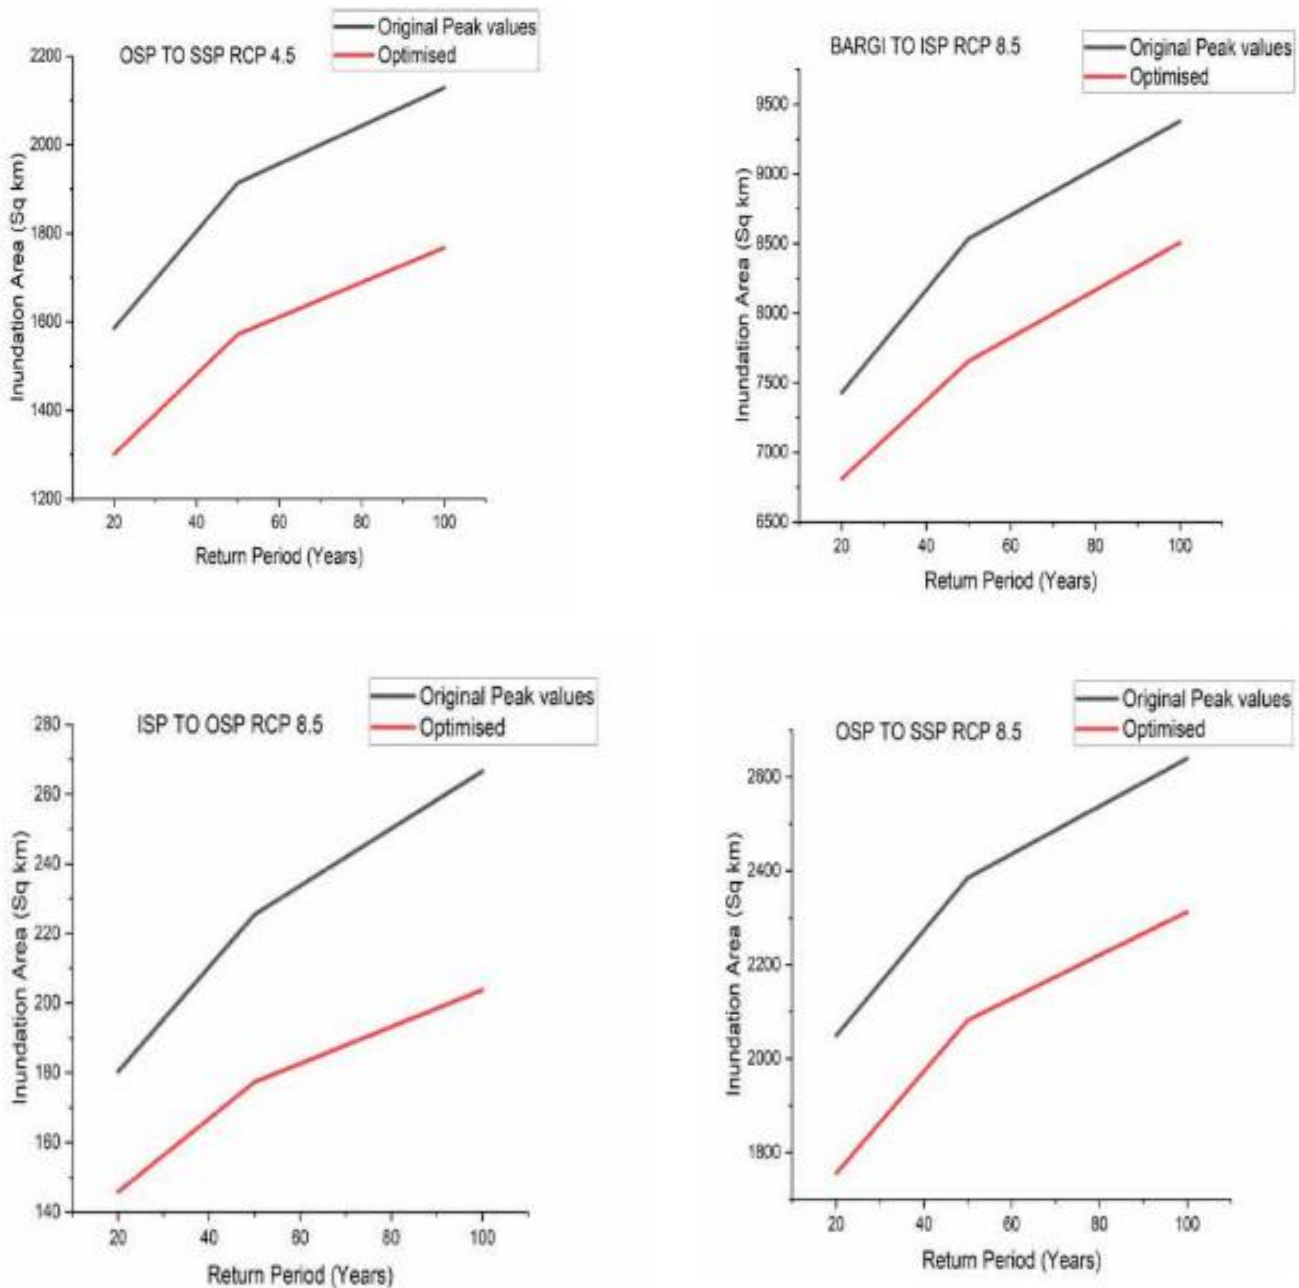 OSP TO SSP RCP 4.5
Original Peak values
Optimised
2200
2000
1800
1600
1400
1200
Inundation Area (Sq km)
20 40 60 80 100
Return Period (Years)
BARGI TO ISP RCP 8.5
Original Peak values
Optimised
9500
9000
8500
8000
7500
7000
6500
Inundation Area (Sq km)
20 40 60 80 100
Return Period (Years)
ISP TO OSP RCP 8.5
Original Peak values
Optimised
280
260
240
220
200
180
160
140
Inundation Area (Sq km)
20 40 60 80 100
Return Period (Years)
OSP TO SSP RCP 8.5
Original Peak values
Optimised
2600
2400
2200
2000
1800
Inundation Area (Sq km)
20 40 60 80 100
Return Period (Years)